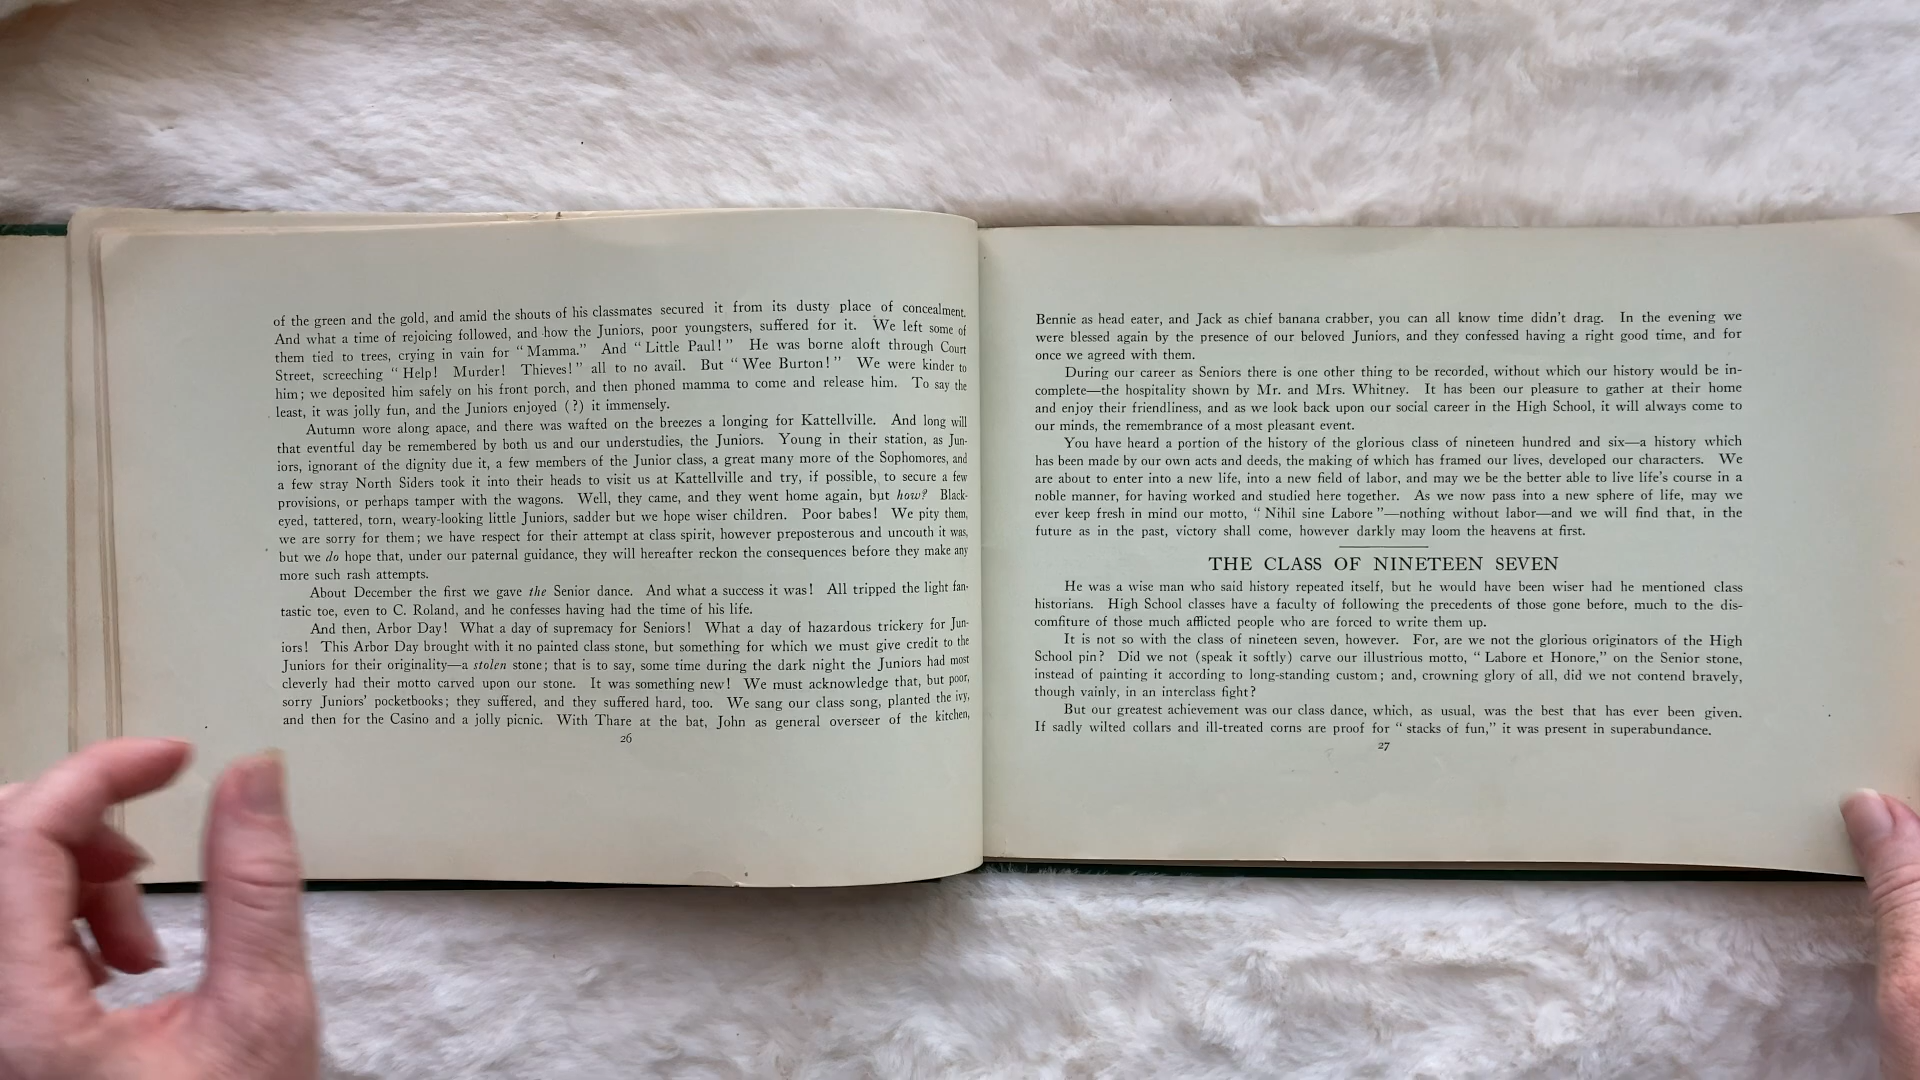 of the green and the gold, and amid the shouts of his classmates secured it from its dusty place of concealment.
And what a time of rejoicing followed, and how the Juniors, poor youngsters, suffered for it. We left some of
them tied to trees, crying in vain for “Mamma.” And “Little Paul!” He was borne aloft through Court
Street, screeching “Help! Murder! Thieves!” all to no avail. But “Wee Burton!” We were kinder to
him; we deposited him safely on his front porch, and then phoned mamma to come and release him. To say the
least, it was jolly fun, and the Juniors enjoyed (?) it immensely.
Autumn wore along apace, and there was wafted on the breezes a longing for Kattellville. And long will
that eventful day be remembered by both us and our understudies, the Juniors. Young in their station, as Jun-
iors, ignorant of the dignity due it, a few members of the Junior class, a great many more of the Sophomores, and
a few stray North Siders took it into their heads to visit us at Kattellville and try, if possible, to secure a few
provisions, or perhaps tamper with the wagons. Well, they came, and they went home again, but how? Black-
eyed, tattered, torn, weary-looking little Juniors, sadder but we hope wiser children. Poor babes! We pity them,
we are sorry for them; we have respect for their attempt at class spirit, however preposterous and uncouth it was,
but we do hope that, under our paternal guidance, they will hereafter reckon the consequences before they make any
more such rash attempts.
About December the first we gave the Senior dance. And what a success it was! All tripped the light fan-
tastic toe, even to C. Roland, and he confesses having had the time of his life.
And then, Arbor Day! What a day of supremacy for Seniors! What a day of hazardous trickery for Jun-
iors! This Arbor Day brought with it no painted class stone, but something for which we must give credit to the
Juniors for their originality—a stolen stone; that is to say, some time during the dark night the Juniors had most
cleverly had their motto carved upon our stone. It was something new! We must acknowledge that, but poor,
sorry Juniors’ pocketbooks; they suffered, and they suffered hard, too. We sang our class song, planted the ivy,
and then for the Casino and a jolly picnic. With Thare at the bat, John as general overseer of the kitchen,
26
Bennie as head eater, and Jack as chief banana crabber, you can all know time didn’t drag. In the evening we
were blessed again by the presence of our beloved Juniors, and they confessed having a right good time, and for
once we agreed with them.
During our career as Seniors there is one other thing to be recorded, without which our history would be in-
complete—the hospitality shown by Mr. and Mrs. Whitney. It has been our pleasure to gather at their home
and enjoy their friendliness, and as we look back upon our social career in the High School, it will always come to
our minds, the remembrance of a most pleasant event.
You have heard a portion of the history of the glorious class of nineteen hundred and six—a history which
has been made by our own acts and deeds, the making of which has framed our lives, developed our characters. We
are about to enter into a new life, into a new field of labor, and may we be the better able to live life’s course in a
noble manner, for having worked and studied here together. As we now pass into a new sphere of life, may we
ever keep fresh in mind our motto, “Nihil sine Labore”—nothing without labor—and we will find that, in the
future as in the past, victory shall come, however darkly may loom the heavens at first.
THE CLASS OF NINETEEN SEVEN
He was a wise man who said history repeated itself, but he would have been wiser had he mentioned class
historians. High School classes have a faculty of following the precedents of those gone before, much to the dis-
comfiture of those much afflicted people who are forced to write them up.
It is not so with the class of nineteen seven, however. For, are we not the glorious originators of the High
School pin? Did we not (speak it softly) carve our illustrious motto, “Labore et Honore,” on the Senior stone,
instead of painting it according to long-standing custom; and, crowning glory of all, did we not contend bravely,
though vainly, in an interclass fight?
But our greatest achievement was our class dance, which, as usual, was the best that has ever been given.
If sadly wilted collars and ill-treated corns are proof for “stacks of fun,” it was present in superabundance.
27